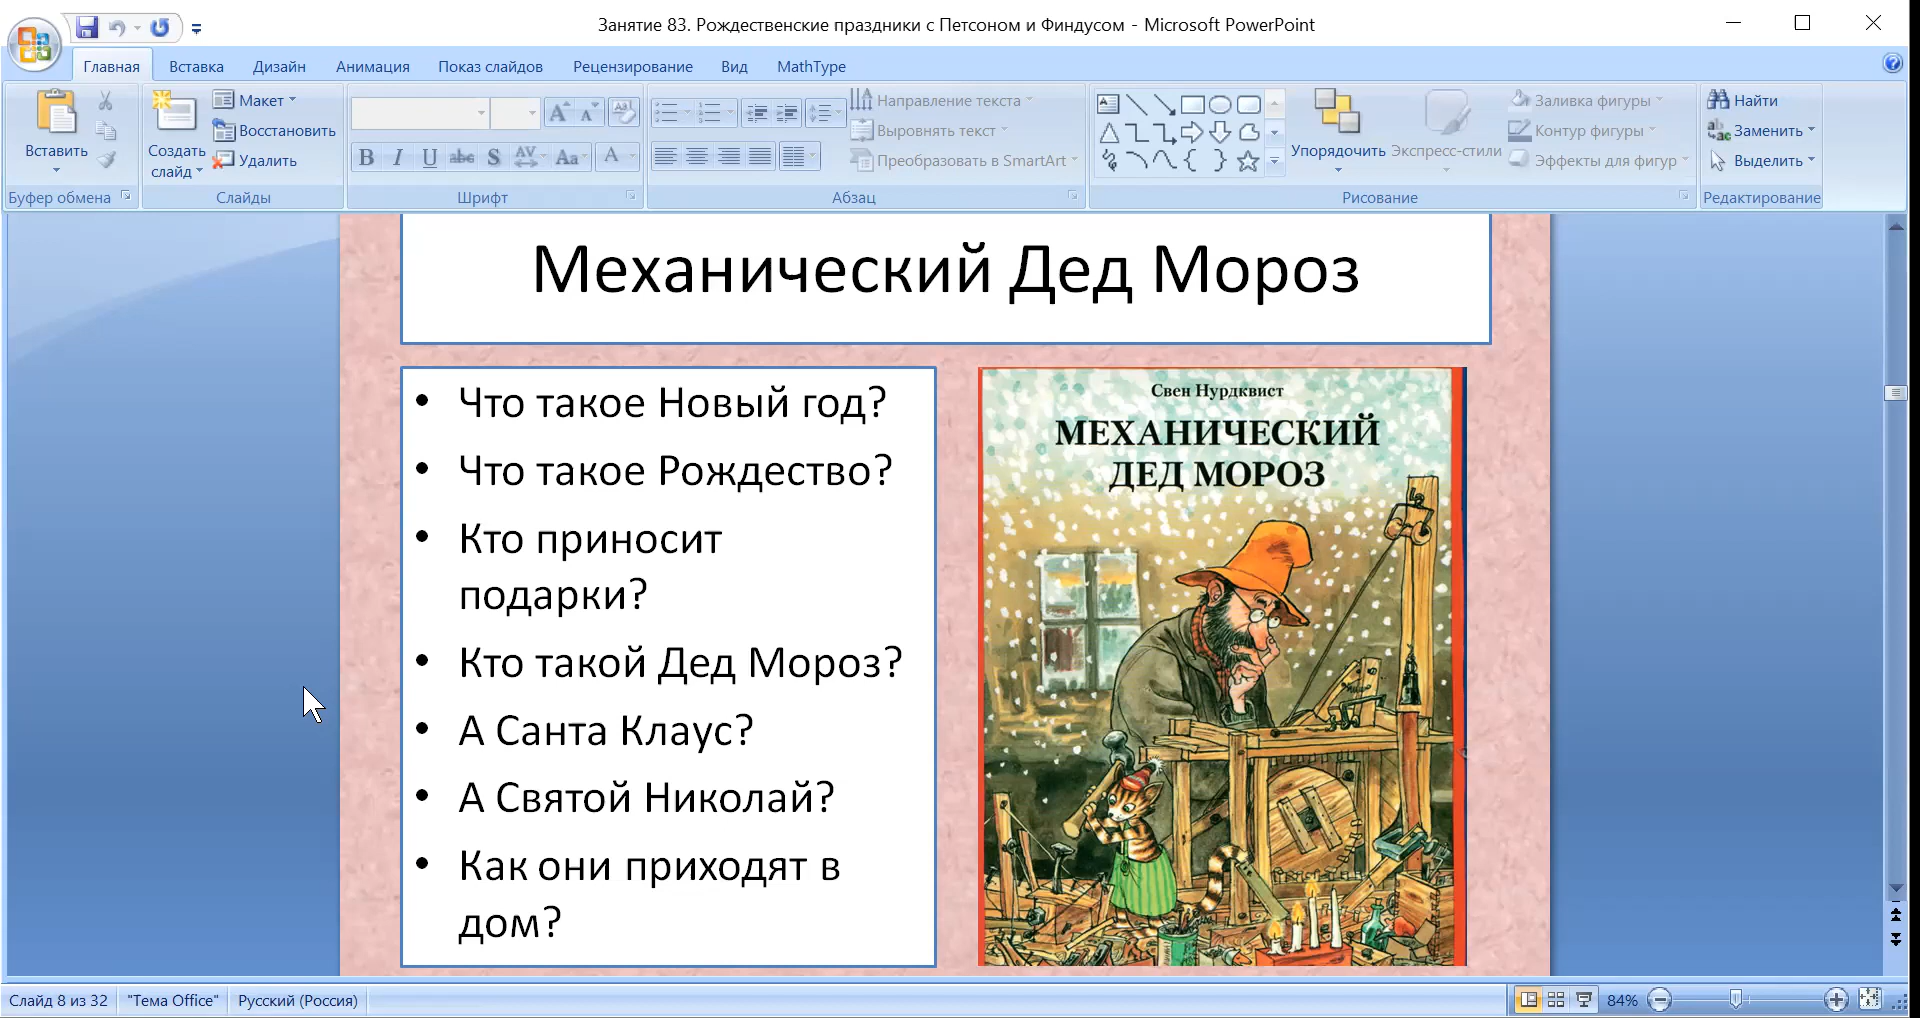 Занятие 83. Рождественские праздники с Петсоном и Финдусом - Microsoft PowerPoint
Главная Вставка Дизайн Анимация Показ слайдов Рецензирование Вид MathType
Вставить
Буфер обмена
Создать слайд
Макет
Восстановить
Удалить
Слайды
Шрифт
Направление текста
Выровнять текст
Преобразовать в SmartArt
Абзац
Упорядочить
Экспресс-стили
Заливка фигуры
Контур фигуры
Эффекты для фигур
Рисование
Найти
Заменить
Выделить
Редактирование
Механический Дед Мороз
• Что такое Новый год?
• Что такое Рождество?
• Кто приносит
подарки?
• Кто такой Дед Мороз?
• А Санта Клаус?
• А Святой Николай?
• Как они приходят в
дом?
Свен Нурдквист
МЕХАНИЧЕСКИЙ
ДЕД МОРОЗ
Слайд 8 из 32 "Тема Office" Русский (Россия) 84%